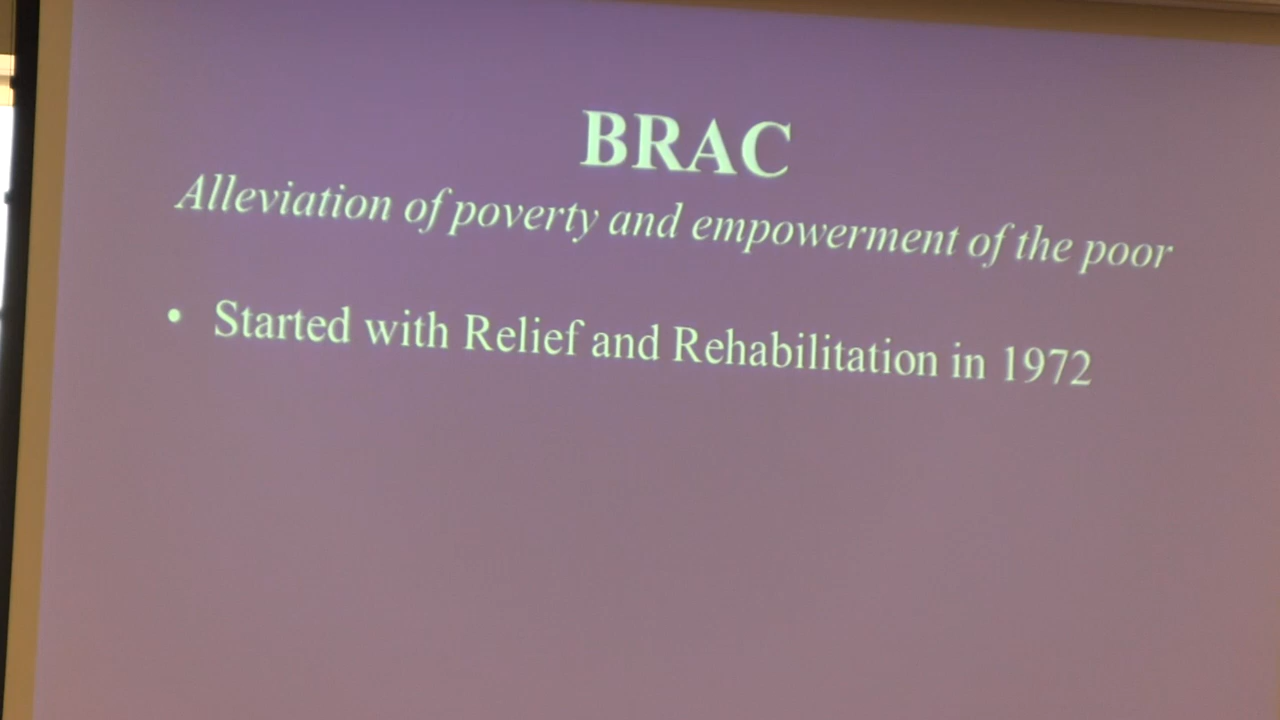 BRAC
Alleviation of poverty and empowerment of the poor
• Started with Relief and Rehabilitation in 1972